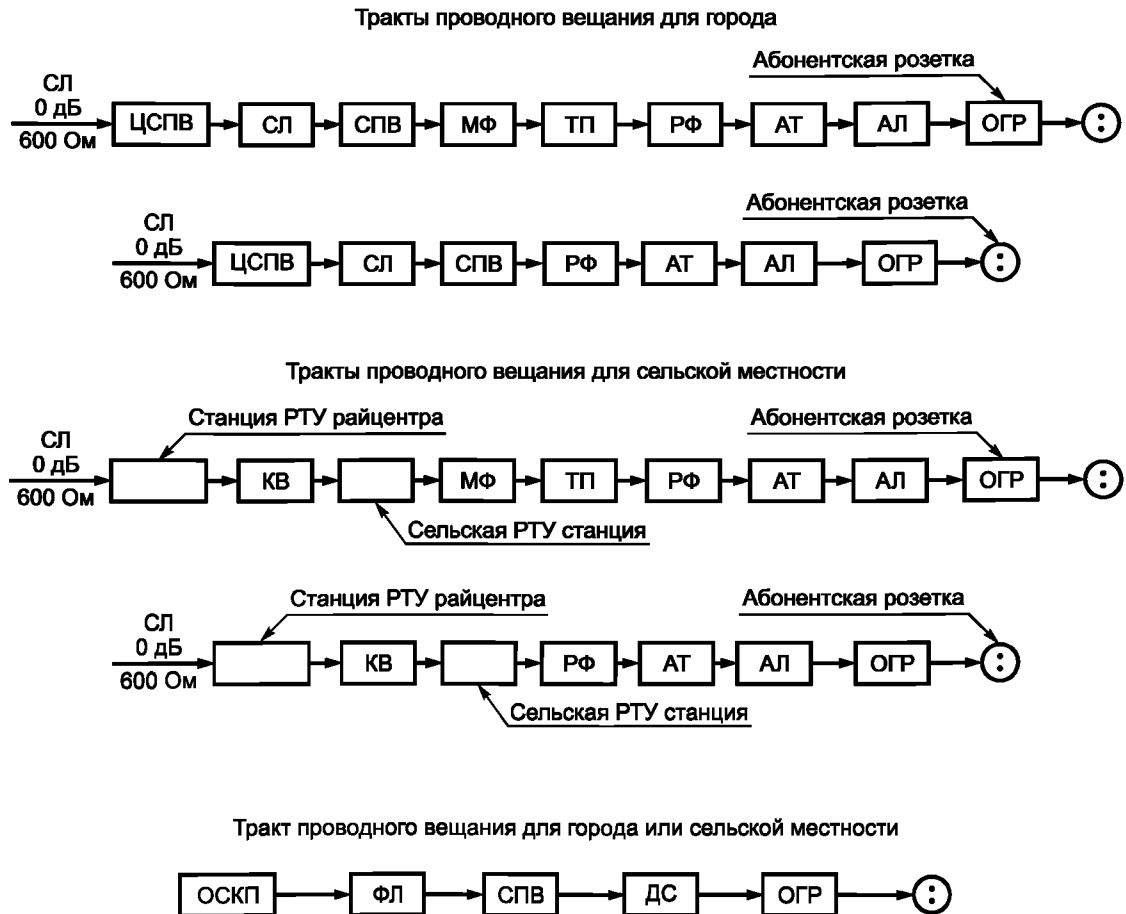 Тракты проводного вещания для города
Абонентская розетка
СЛ
0 дБ
600 Ом
ЦСПВ СЛ СПВ МФ ТП РФ АТ АЛ ОГР
Абонентская розетка
СЛ
0 дБ
600 Ом
ЦСПВ СЛ СПВ РФ АТ АЛ ОГР
Тракты проводного вещания для сельской местности
Станция РТУ райцентра
Абонентская розетка
СЛ
0 дБ
600 Ом
КВ МФ ТП РФ АТ АЛ ОГР
Сельская РТУ станция
Станция РТУ райцентра
Абонентская розетка
СЛ
0 дБ
600 Ом
КВ РФ АТ АЛ ОГР
Сельская РТУ станция
Тракт проводного вещания для города или сельской местности
ОСКП ФЛ СПВ ДС ОГР